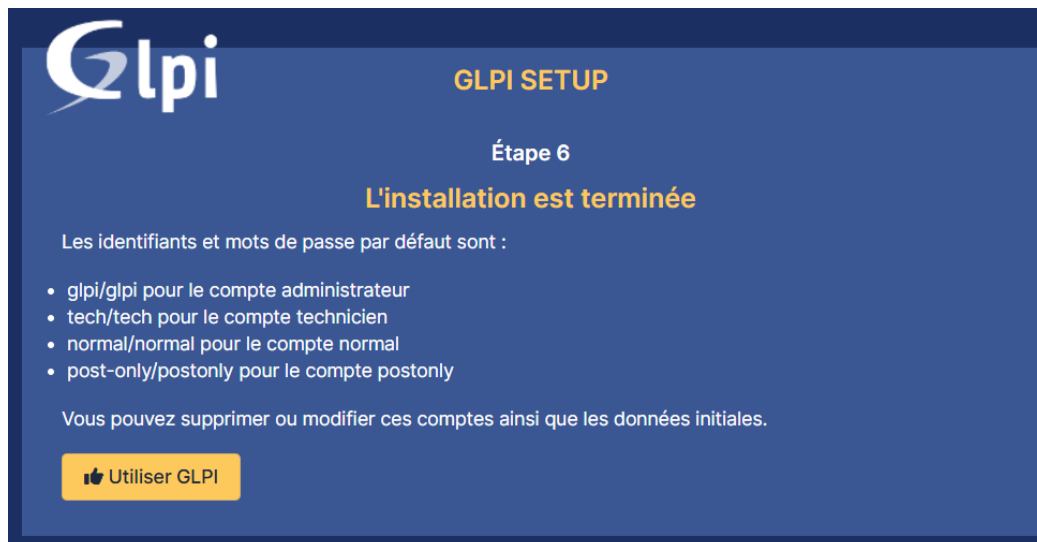 Glpi
GLPI SETUP
Étape 6
L'installation est terminée
Les identifiants et mots de passe par défaut sont :
• glpi/glpi pour le compte administrateur
• tech/tech pour le compte technicien
• normal/normal pour le compte normal
• post-only/postonly pour le compte postonly
Vous pouvez supprimer ou modifier ces comptes ainsi que les données initiales.
Utiliser GLPI